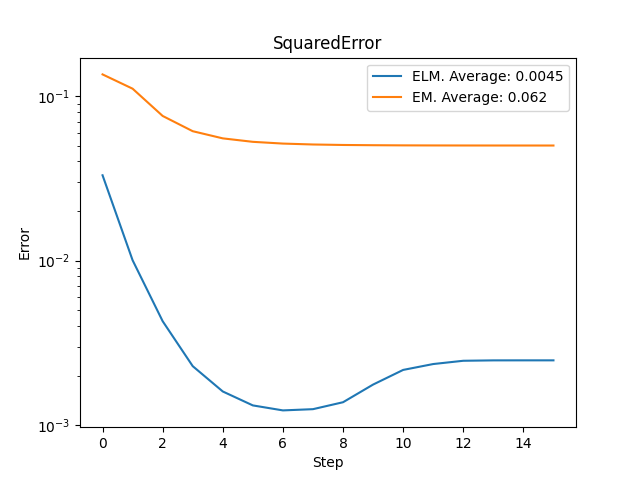 SquaredError
ELM. Average: 0.0045
EM. Average: 0.062
Error
10⁻¹
10⁻²
10⁻³
0 2 4 6 8 10 12 14
Step